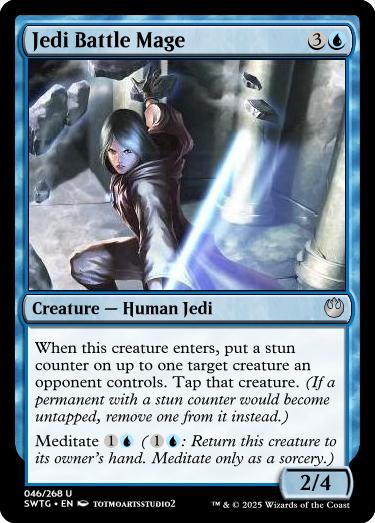 Jedi Battle Mage 3
Creature — Human Jedi
When this creature enters, put a stun
counter on up to one target creature an
opponent controls. Tap that creature. (If a
permanent with a stun counter would become
untapped, remove one from it instead.)
Meditate 1 ( 1 : Return this creature to
its owner's hand. Meditate only as a sorcery.)
2/4
046/268 U
SWTG • EN TOTMOARTSSTUDIO2
™ & © 2025 Wizards of the Coast